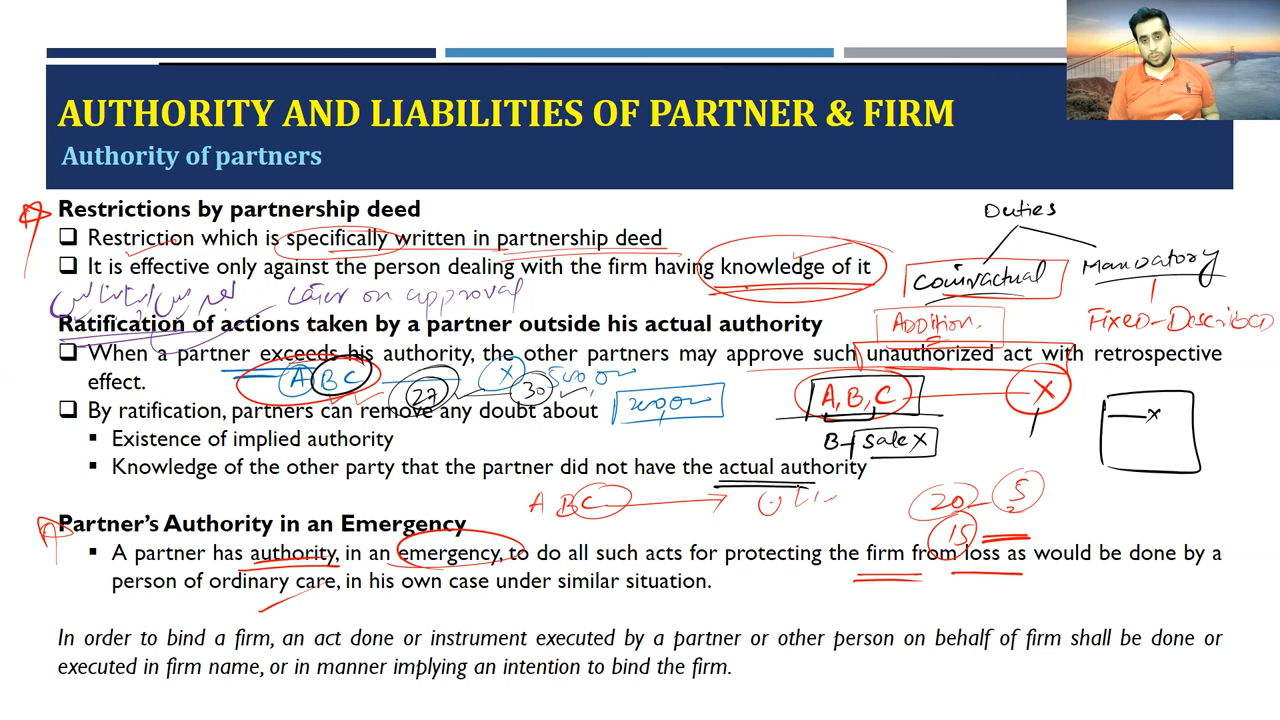 AUTHORITY AND LIABILITIES OF PARTNER & FIRM
Authority of partners
Restrictions by partnership deed
Duties
❑ Restriction which is specifically written in partnership deed
❑ It is effective only against the person dealing with the firm having knowledge of it
Mandatory
Later on approval
Addition.
Fixed-Described
Ratification of actions taken by a partner outside his actual authority
❑ When a partner exceeds his authority, the other partners may approve such unauthorized act with retrospective
effect.
A B C
X
27
30
A, B, C
X
X
❑ By ratification, partners can remove any doubt about
▪ Existence of implied authority
B - Sale X
▪ Knowledge of the other party that the partner did not have the actual authority
A B C
20 - 5
15
Partner's Authority in an Emergency
▪ A partner has authority, in an emergency, to do all such acts for protecting the firm from loss as would be done by a
person of ordinary care, in his own case under similar situation.
In order to bind a firm, an act done or instrument executed by a partner or other person on behalf of firm shall be done or
executed in firm name, or in manner implying an intention to bind the firm.